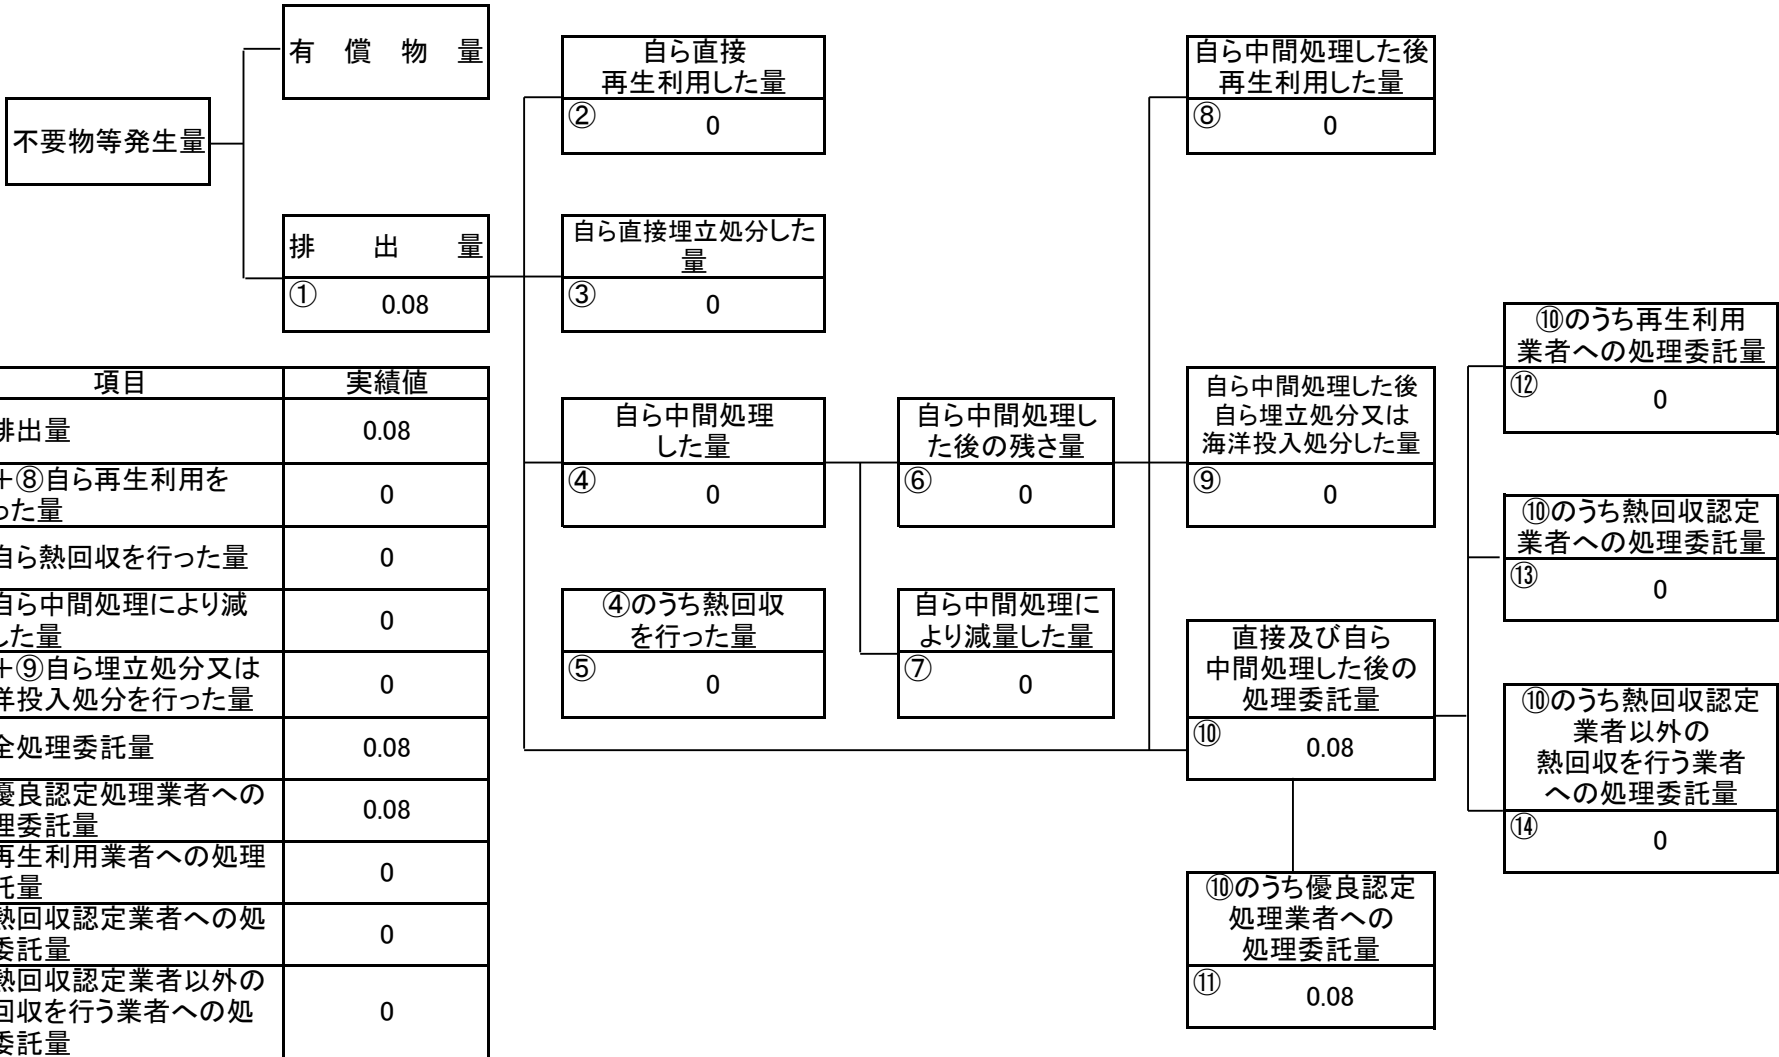 有 償 物 量
不要物等発生量
排 出 量
① 0.08
自ら直接
再生利用した量
② 0
自ら直接埋立処分した
量
③ 0
自ら中間処理
した量
④ 0
④のうち熱回収
を行った量
⑤ 0
自ら中間処理し
た後の残さ量
⑥ 0
自ら中間処理に
より減量した量
⑦ 0
自ら中間処理した後
再生利用した量
⑧ 0
自ら中間処理した後
自ら埋立処分又は
海洋投入処分した量
⑨ 0
直接及び自ら
中間処理した後の
処理委託量
⑩ 0.08
⑩のうち優良認定
処理業者への
処理委託量
⑪ 0.08
⑩のうち再生利用
業者への処理委託量
⑫ 0
⑩のうち熱回収認定
業者への処理委託量
⑬ 0
⑩のうち熱回収認定
業者以外の
熱回収を行う業者
への処理委託量
⑭ 0
項目 実績値
排出量 0.08
+⑧自ら再生利用を
った量 0
自ら熱回収を行った量 0
自ら中間処理により減
した量 0
+⑨自ら埋立処分又は
洋投入処分を行った量 0
全処理委託量 0.08
優良認定処理業者への
理委託量 0.08
再生利用業者への処理
託量 0
熱回収認定業者への処
委託量 0
熱回収認定業者以外の
回収を行う業者への処
委託量 0